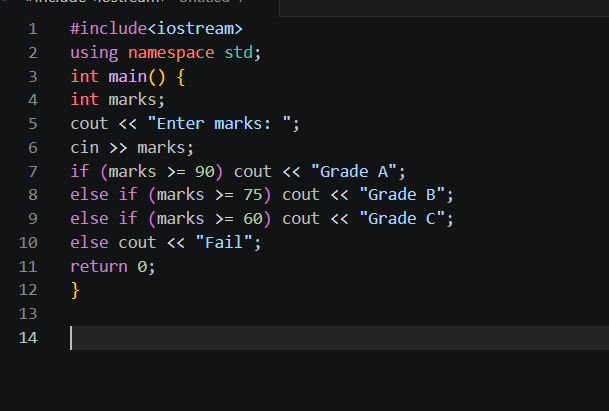 1 #include<iostream>
2 using namespace std;
3 int main() {
4 int marks;
5 cout << "Enter marks: ";
6 cin >> marks;
7 if (marks >= 90) cout << "Grade A";
8 else if (marks >= 75) cout << "Grade B";
9 else if (marks >= 60) cout << "Grade C";
10 else cout << "Fail";
11 return 0;
12 }
13
14